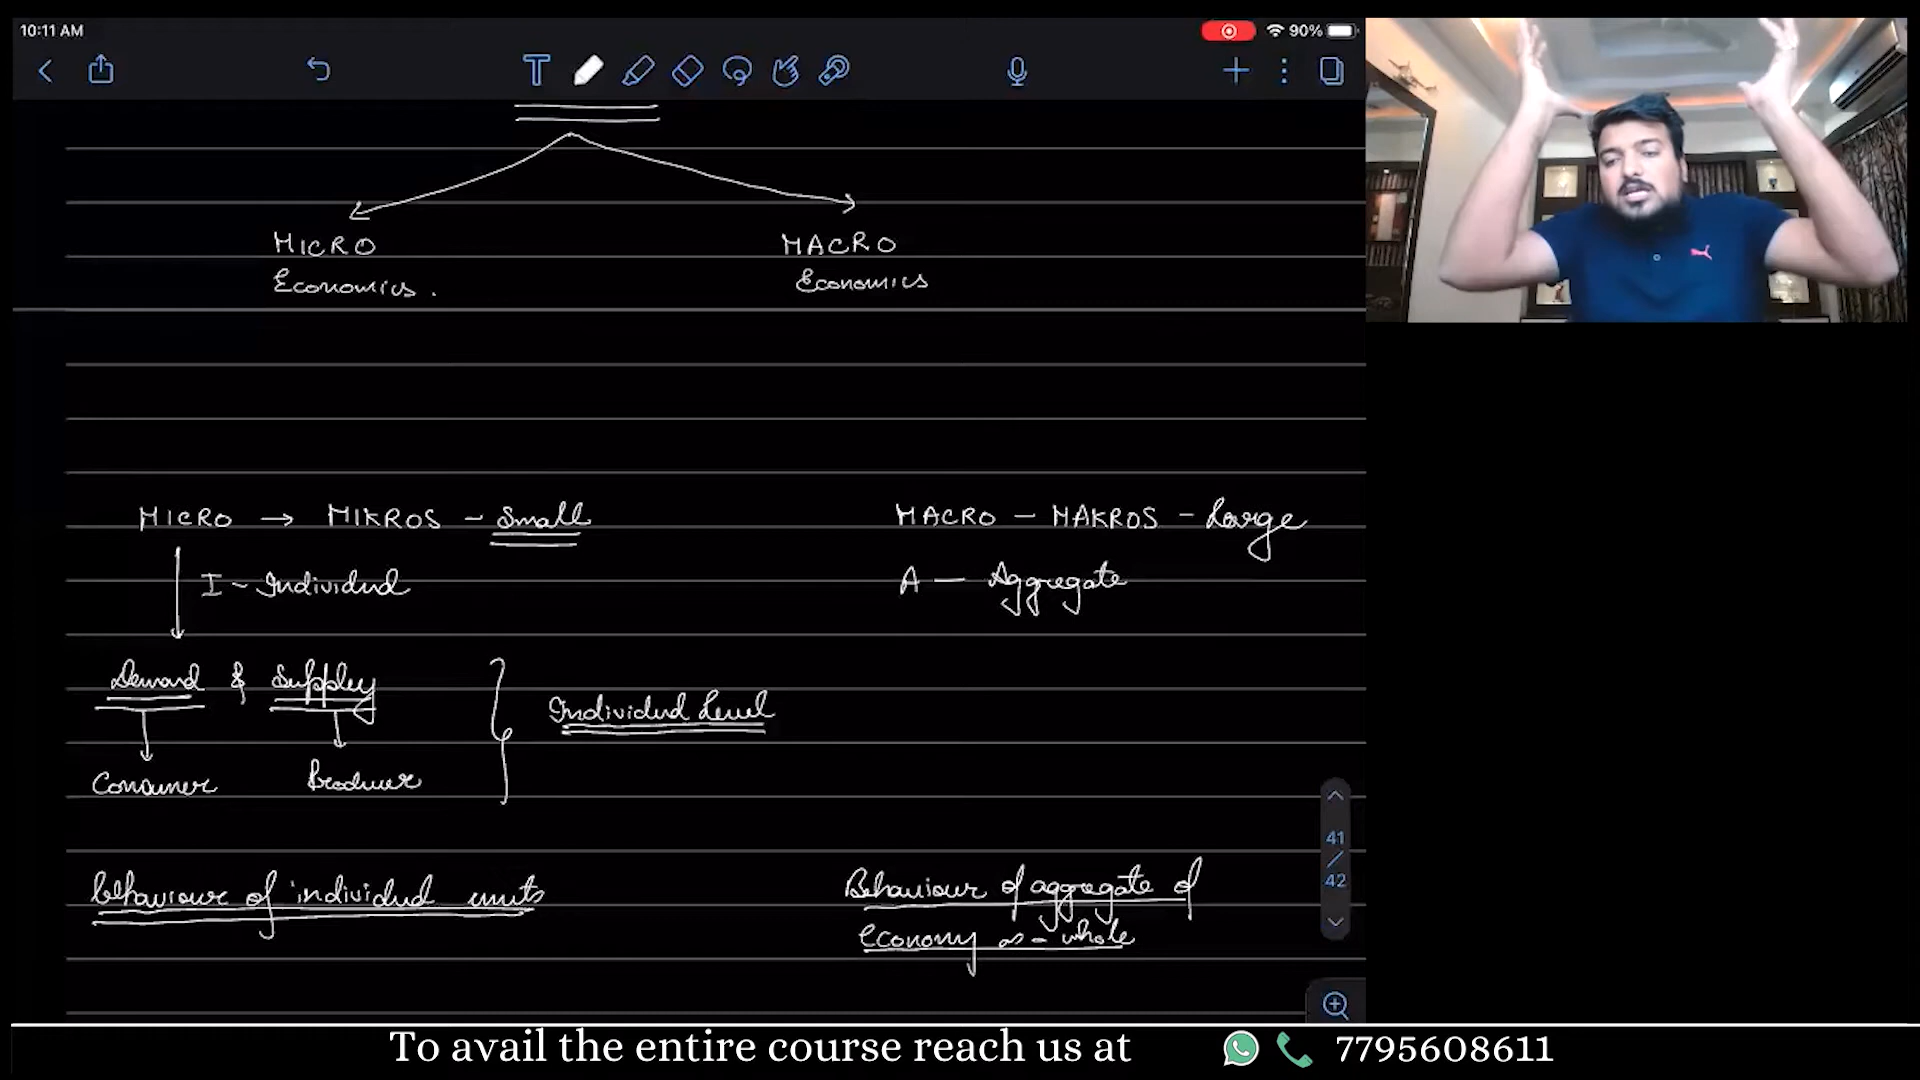 10:11 AM
90%
MICRO
Economics.
MACRO
Economics
MICRO → MIKROS - Small
MACRO - MAKROS - Large
I - Individual
A - Aggregate
Demand & Supply
Individual Level
Consumer
Producer
behaviour of individual units
Behaviour of aggregate of
economy as-whole
41
/
42
To avail the entire course reach us at 7795608611